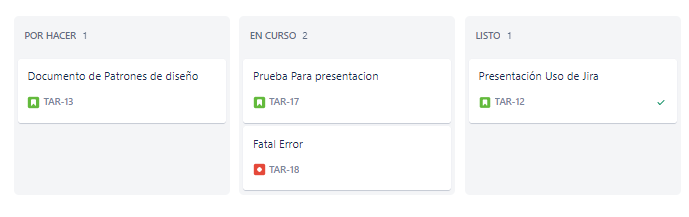 POR HACER 1
Documento de Patrones de diseño
TAR-13
EN CURSO 2
Prueba Para presentacion
TAR-17
Fatal Error
TAR-18
LISTO 1
Presentación Uso de Jira
TAR-12